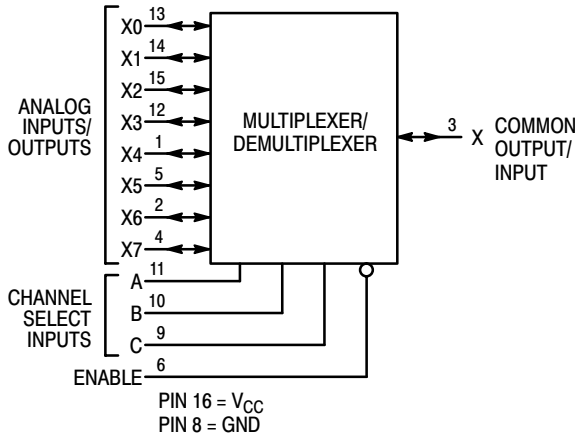 13
X0
14
X1
15
X2
12
X3
1
X4
5
X5
2
X6
4
X7
ANALOG
INPUTS/
OUTPUTS
MULTIPLEXER/
DEMULTIPLEXER
3
X
COMMON
OUTPUT/
INPUT
11
A
10
B
9
C
CHANNEL
SELECT
INPUTS
6
ENABLE
PIN 16 = VCC
PIN 8 = GND